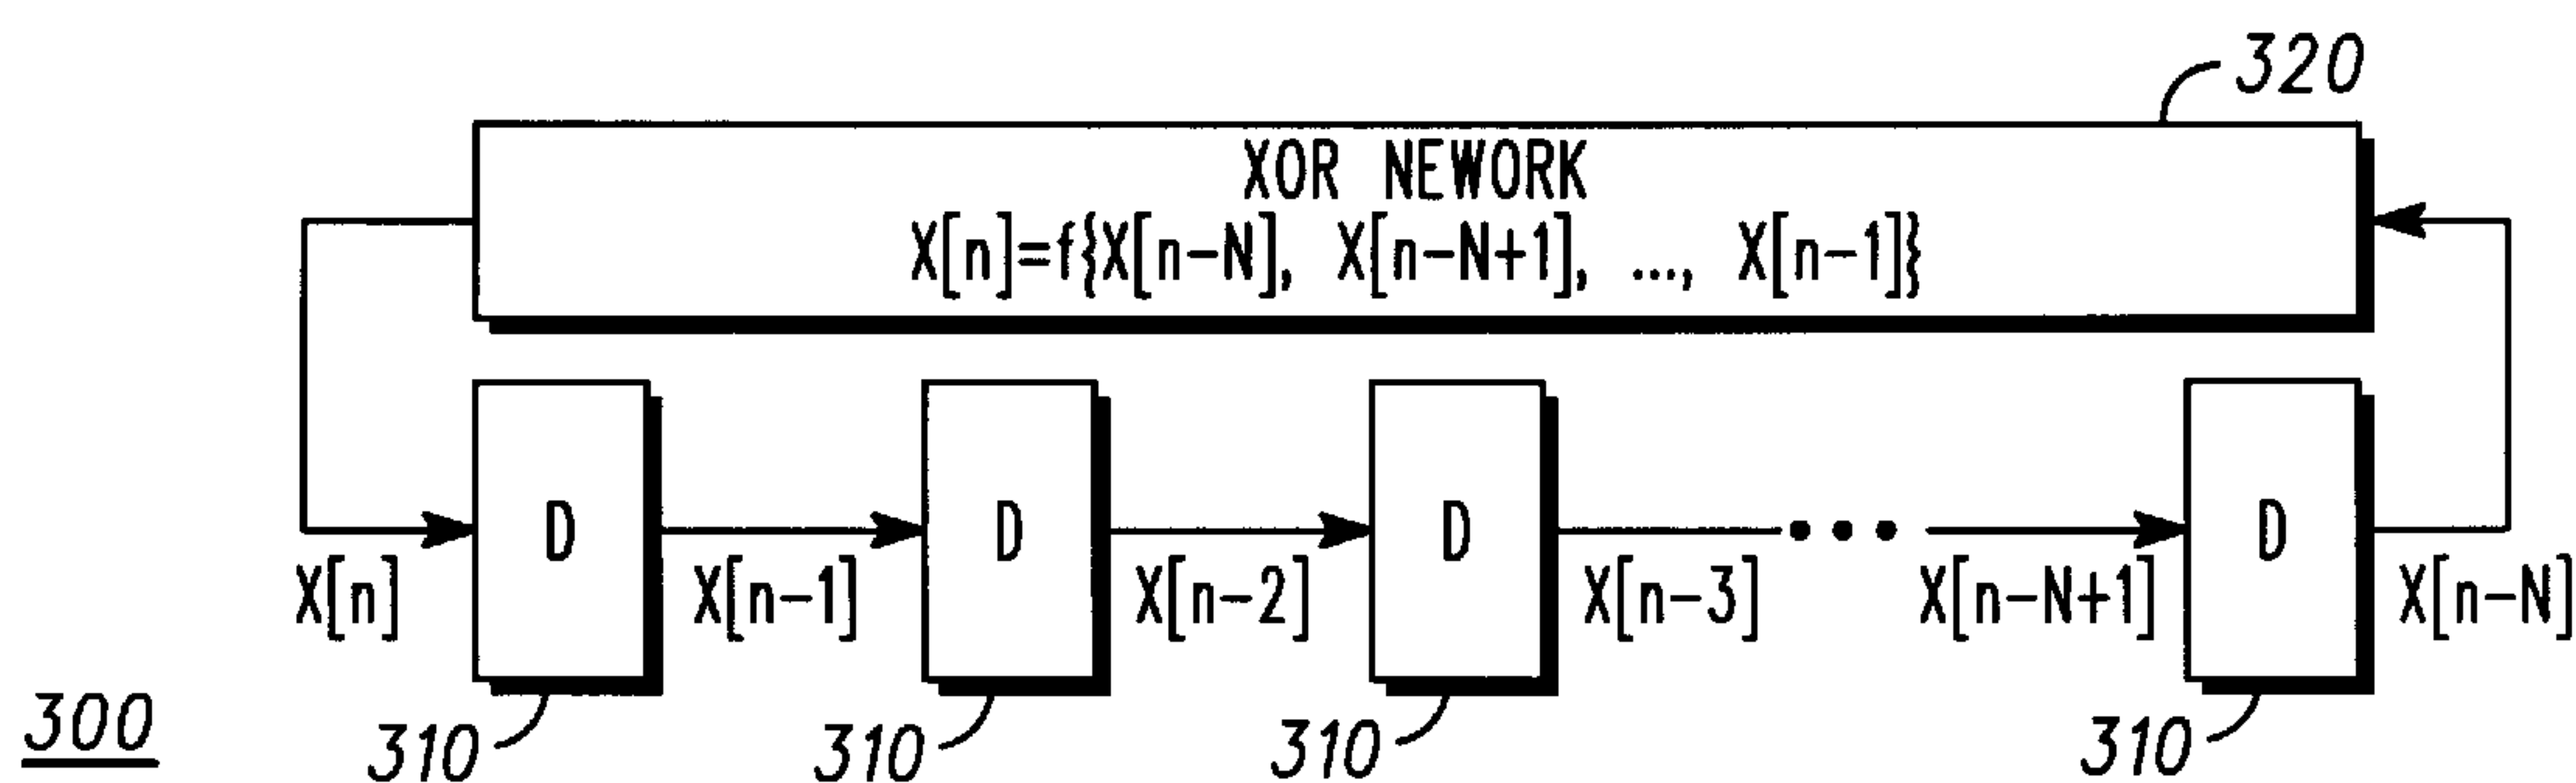 320
XOR NEWORK
X[n]=f{X[n-N], X[n-N+1], ..., X[n-1]}
D D D D
X[n] X[n-1] X[n-2] X[n-3] X[n-N+1] X[n-N]
300
310 310 310 310